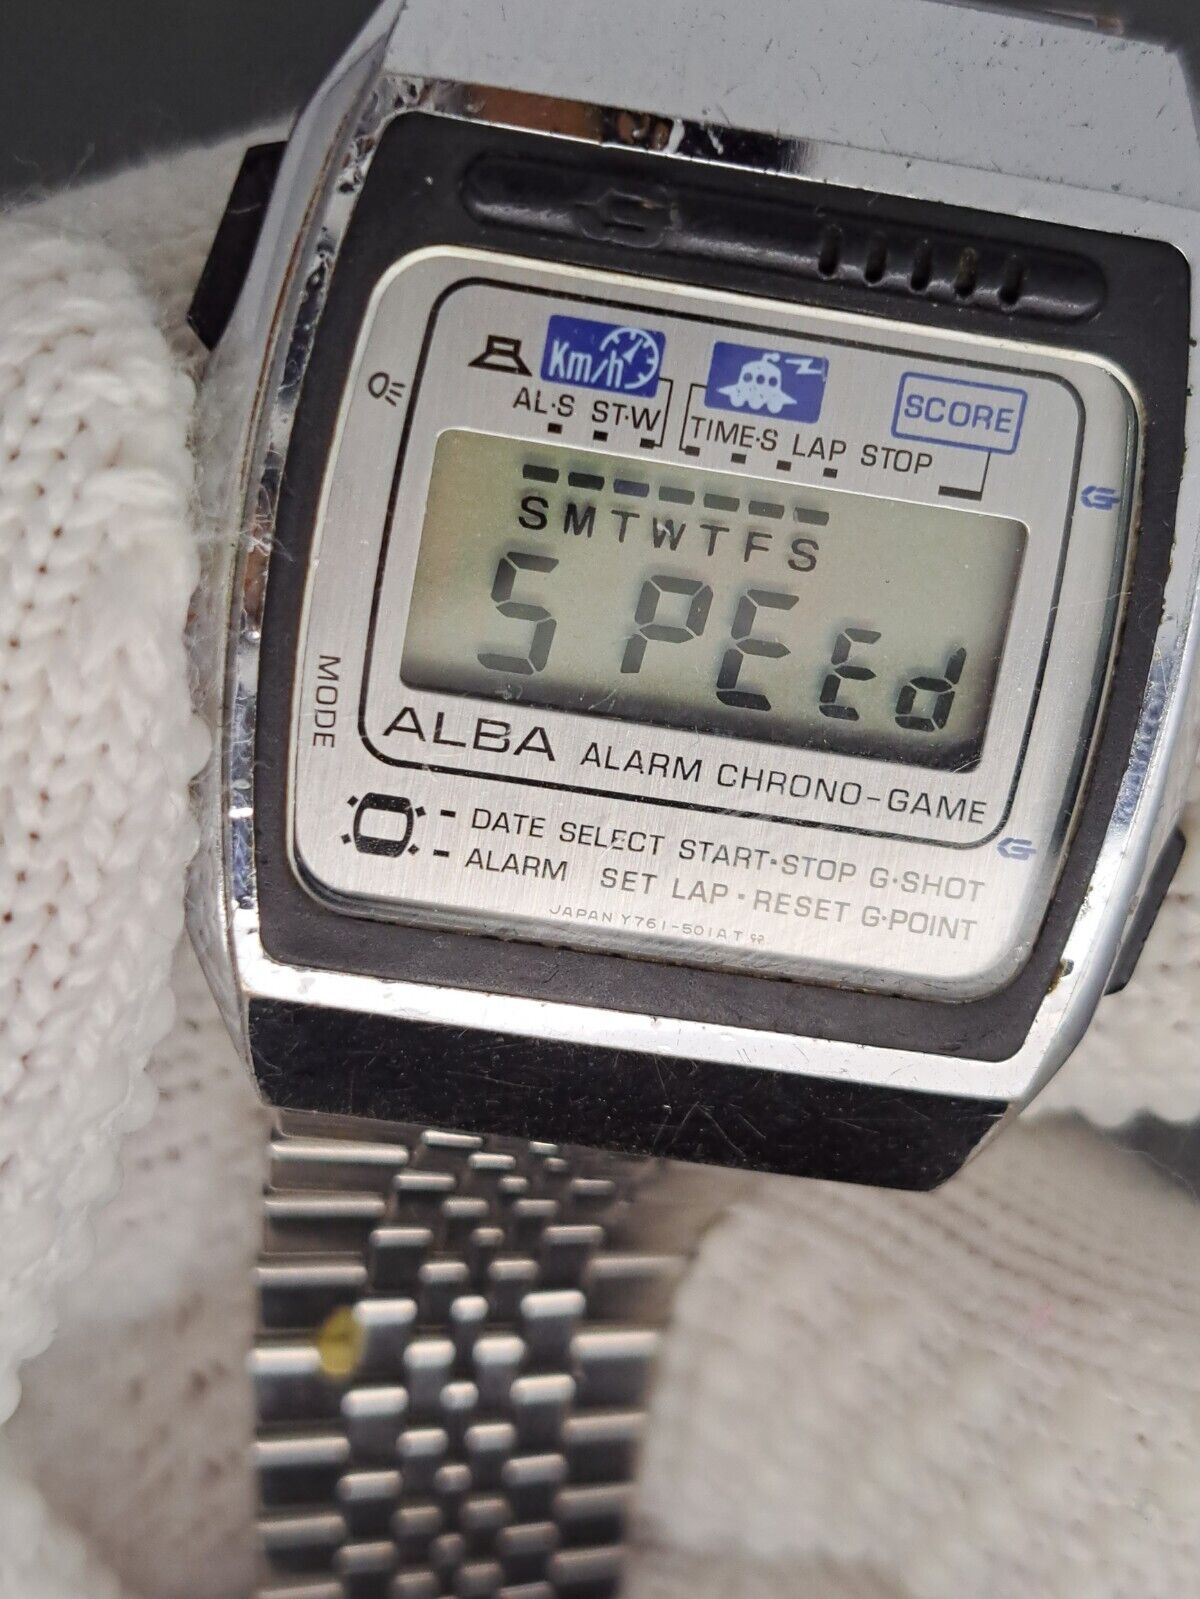 Km/h
SCORE
AL·S ST·W TIME·S LAP STOP
S M T W T F S
SPEEd
MODE
ALBA ALARM CHRONO-GAME
DATE SELECT START·STOP G·SHOT
ALARM SET LAP·RESET G·POINT
JAPAN Y761-501A T